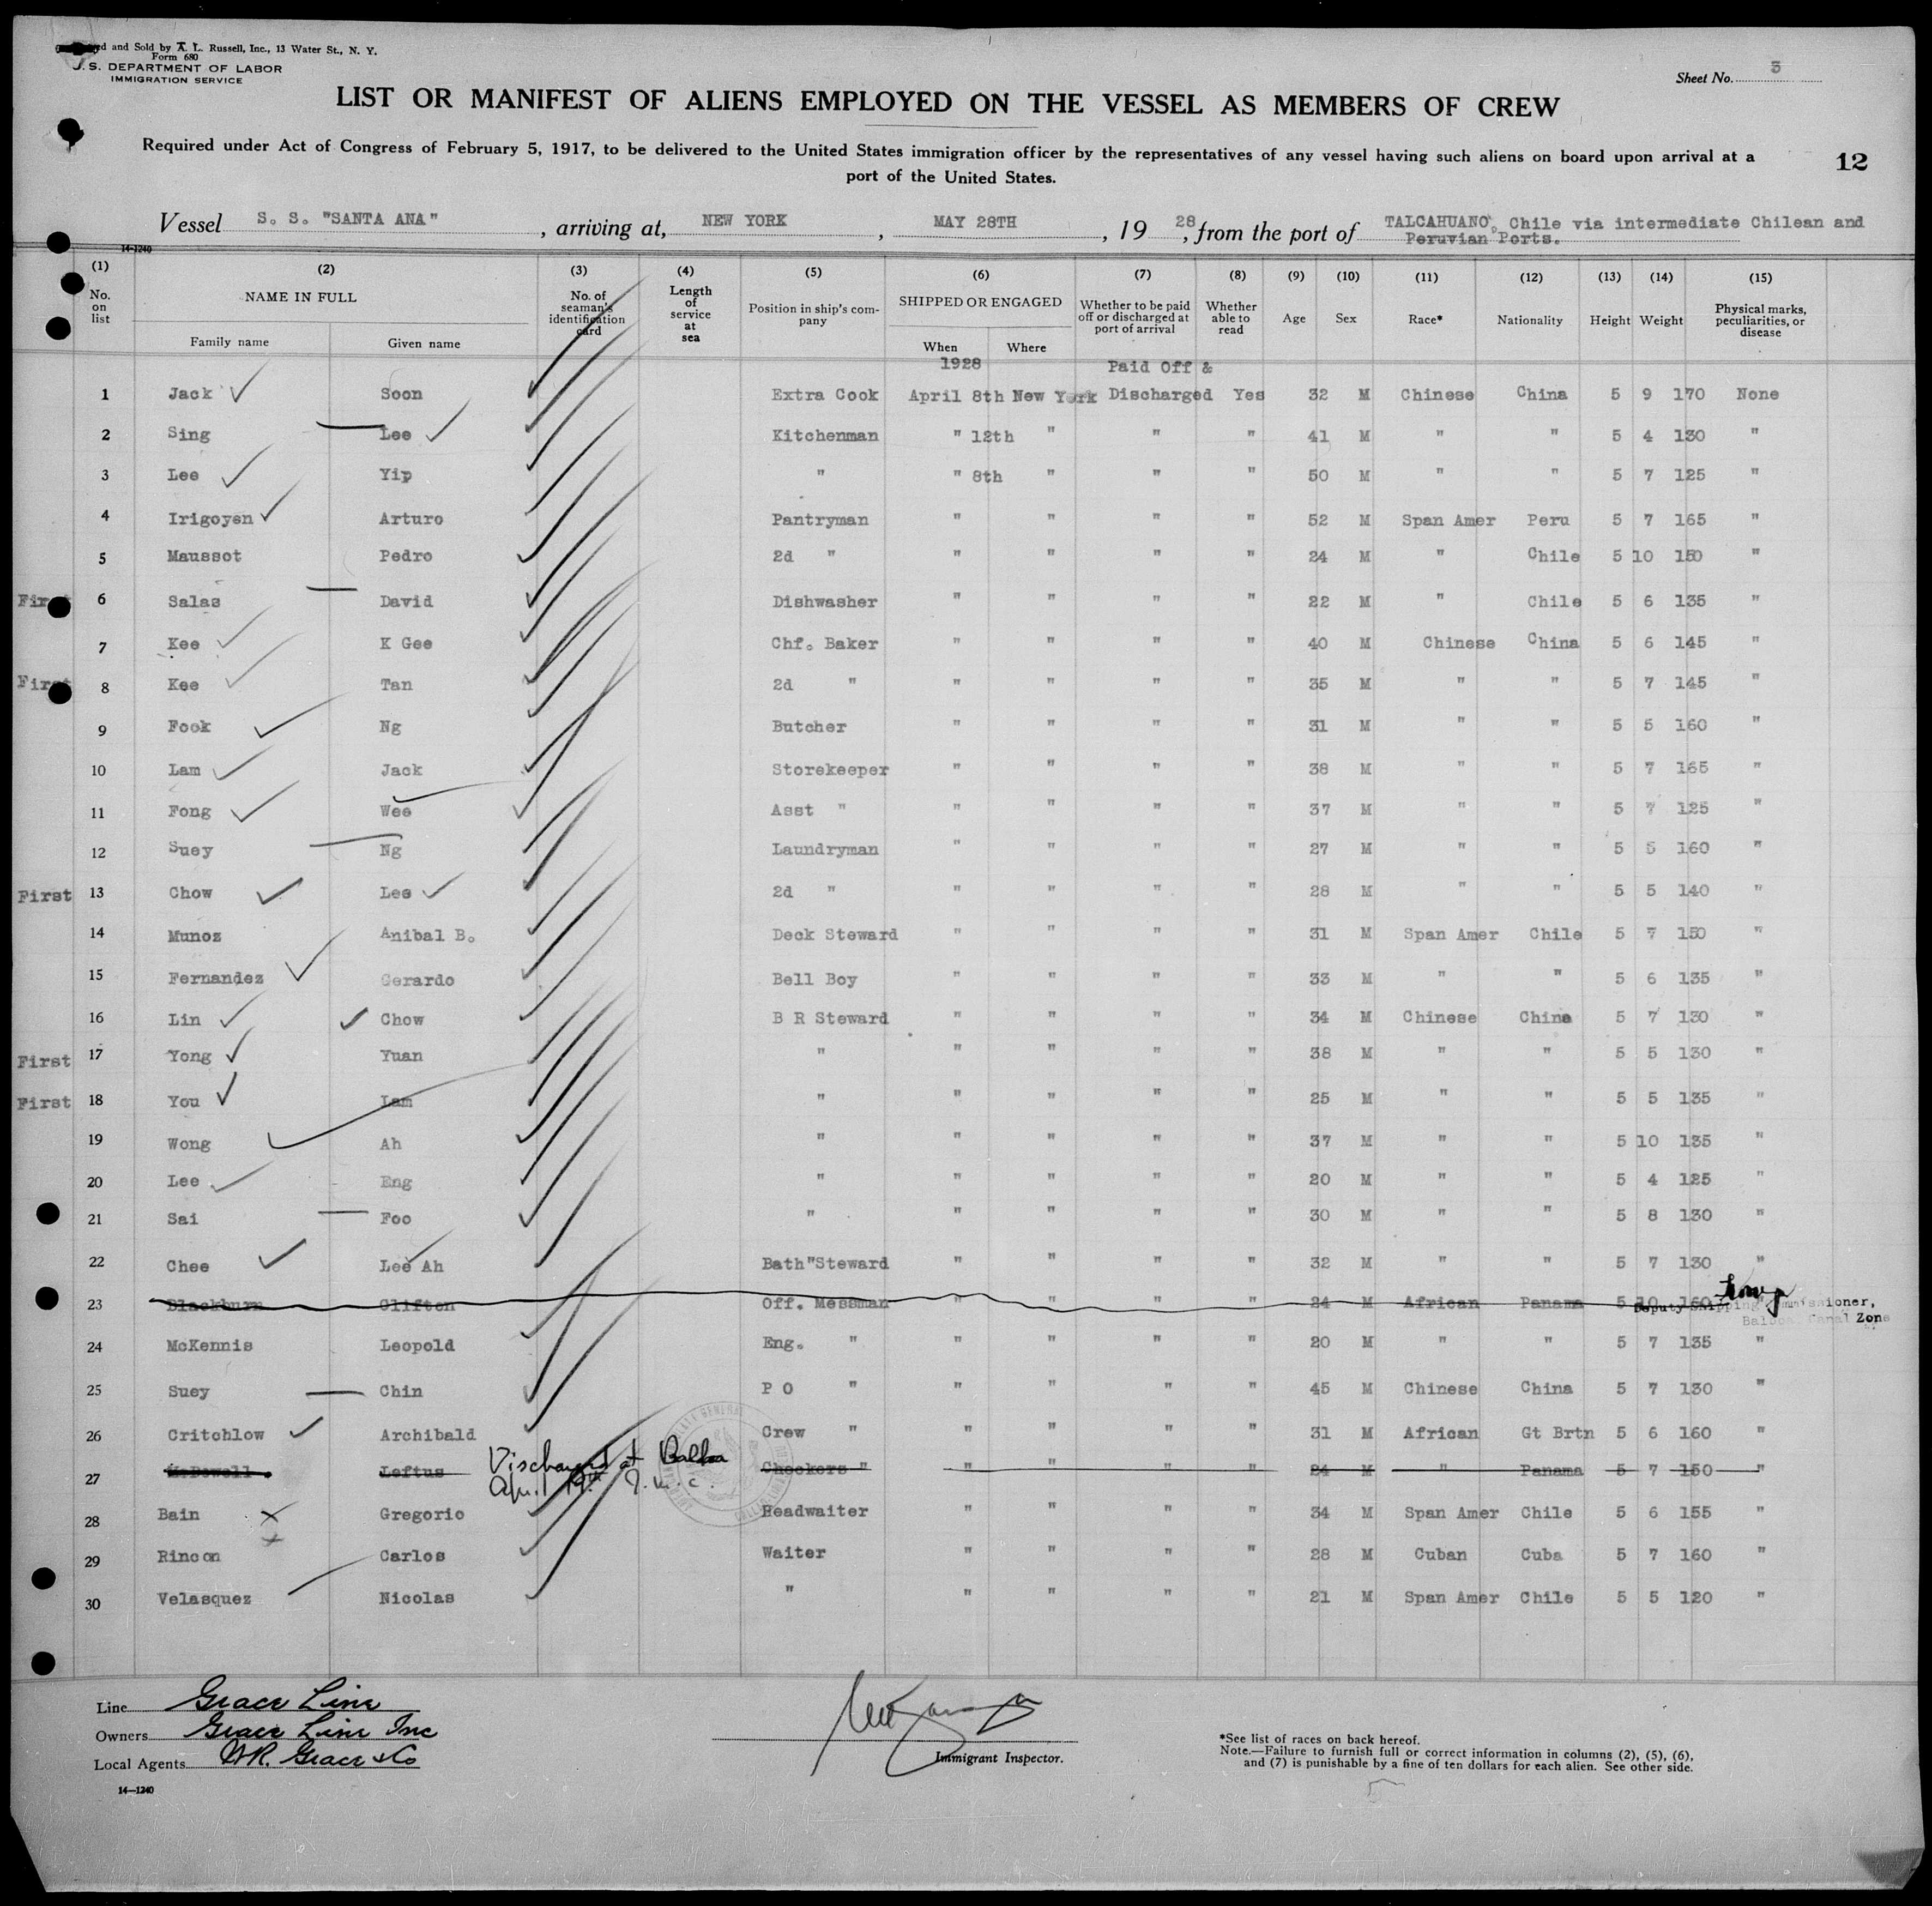 and Sold by A. L. Russell, Inc., 13 Water St., N. Y.
Form 680
U. S. DEPARTMENT OF LABOR
IMMIGRATION SERVICE
Sheet No. 3
LIST OR MANIFEST OF ALIENS EMPLOYED ON THE VESSEL AS MEMBERS OF CREW
Required under Act of Congress of February 5, 1917, to be delivered to the United States immigration officer by the representatives of any vessel having such aliens on board upon arrival at a
port of the United States.
12
Vessel S. S. "SANTA ANA", arriving at, NEW YORK, MAY 28TH, 19 28, from the port of TALCAHUANO, Chile via intermediate Chilean and
Peruvian Ports.
14-1240
(1) (2) (3) (4) (5) (6) (7) (8) (9) (10) (11) (12) (13) (14) (15)
No. on list NAME IN FULL Family name Given name No. of seaman's identification card Length of service at sea Position in ship's company SHIPPED OR ENGAGED When Where Whether to be paid off or discharged at port of arrival Whether able to read Age Sex Race* Nationality Height Weight Physical marks, peculiarities, or disease
1928 Paid Off &
1 Jack Soon Extra Cook April 8th New York Discharged Yes 32 M Chinese China 5 9 170 None
2 Sing Lee Kitchenman " 12th " " " 41 M " " 5 4 130 "
3 Lee Yip " " 8th " " " 50 M " " 5 7 125 "
4 Irigoyen Arturo Pantryman " " " " 52 M Span Amer Peru 5 7 165 "
5 Maussot Pedro 2d " " " " " 24 M " Chile 5 10 150 "
First 6 Salas David Dishwasher " " " " 22 M " Chile 5 6 135 "
7 Kee K Gee Chf. Baker " " " " 40 M Chinese China 5 6 145 "
First 8 Kee Tan 2d " " " " " 35 M " " 5 7 145 "
9 Fook Ng Butcher " " " " 31 M " " 5 5 160 "
10 Lam Jack Storekeeper " " " " 38 M " " 5 7 165 "
11 Fong Wee Asst " " " " " 37 M " " 5 7 125 "
12 Suey Ng Laundryman " " " " 27 M " " 5 5 160 "
First 13 Chow Lee 2d " " " " " 28 M " " 5 5 140 "
14 Munoz Anibal B. Deck Steward " " " " 31 M Span Amer Chile 5 7 150 "
15 Fernandez Gerardo Bell Boy " " " " 33 M " " 5 6 135 "
16 Lin Chow B R Steward " " " " 34 M Chinese China 5 7 130 "
First 17 Yong Yuan " " " " " 38 M " " 5 5 130 "
First 18 You Lam " " " " " 25 M " " 5 5 135 "
19 Wong Ah " " " " " 37 M " " 5 10 135 "
20 Lee Eng " " " " " 20 M " " 5 4 125 "
21 Sai Foo " " " " " 30 M " " 5 8 130 "
22 Chee Lee Ah Bath "Steward " " " " 32 M " " 5 7 130 "
23 Blackburn Clifton Off. Messman " " " " 24 M African Panama 5 10 160
Deputy Shipping Commissioner,
Balboa, Canal Zone
24 McKennis Leopold Eng. " " " " " 20 M " " 5 7 135 "
25 Suey Chin P O " " " " " 45 M Chinese China 5 7 130 "
26 Critchlow Archibald Crew " " " " " 31 M African Gt Brtn 5 6 160 "
27 McDowell Loftus Discharged at Balboa Checkers " " " " " 24 M " Panama 5 7 150 "
28 Bain Gregorio Headwaiter " " " " 34 M Span Amer Chile 5 6 155 "
29 Rincon Carlos Waiter " " " " 28 M Cuban Cuba 5 7 160 "
30 Velasquez Nicolas " " " " " 21 M Span Amer Chile 5 5 120 "
Line Grace Line
Owners Grace Line Inc
Local Agents W.R. Grace & Co
14-1240
Immigrant Inspector.
*See list of races on back hereof.
Note.—Failure to furnish full or correct information in columns (2), (5), (6),
and (7) is punishable by a fine of ten dollars for each alien. See other side.